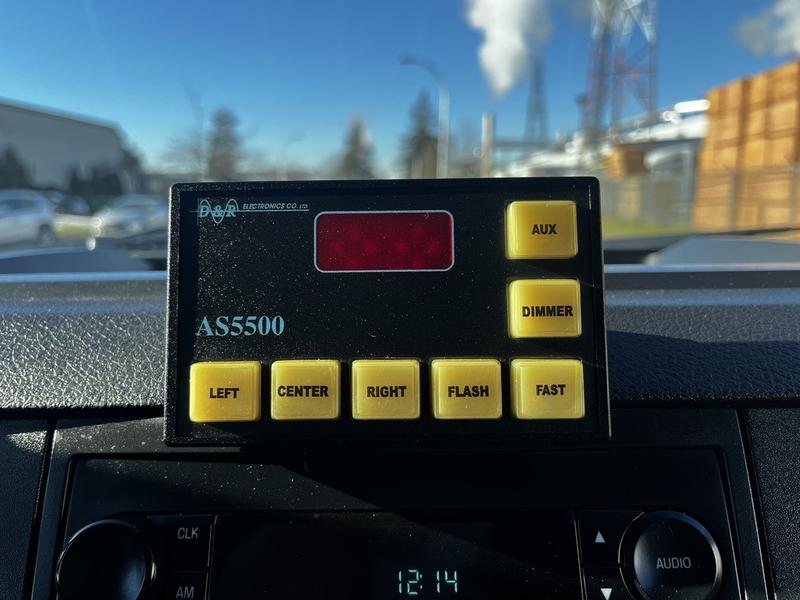 D&R ELECTRONICS CO. LTD
AUX
DIMMER
AS5500
LEFT CENTER RIGHT FLASH FAST
CLK
AM
12:14
AUDIO